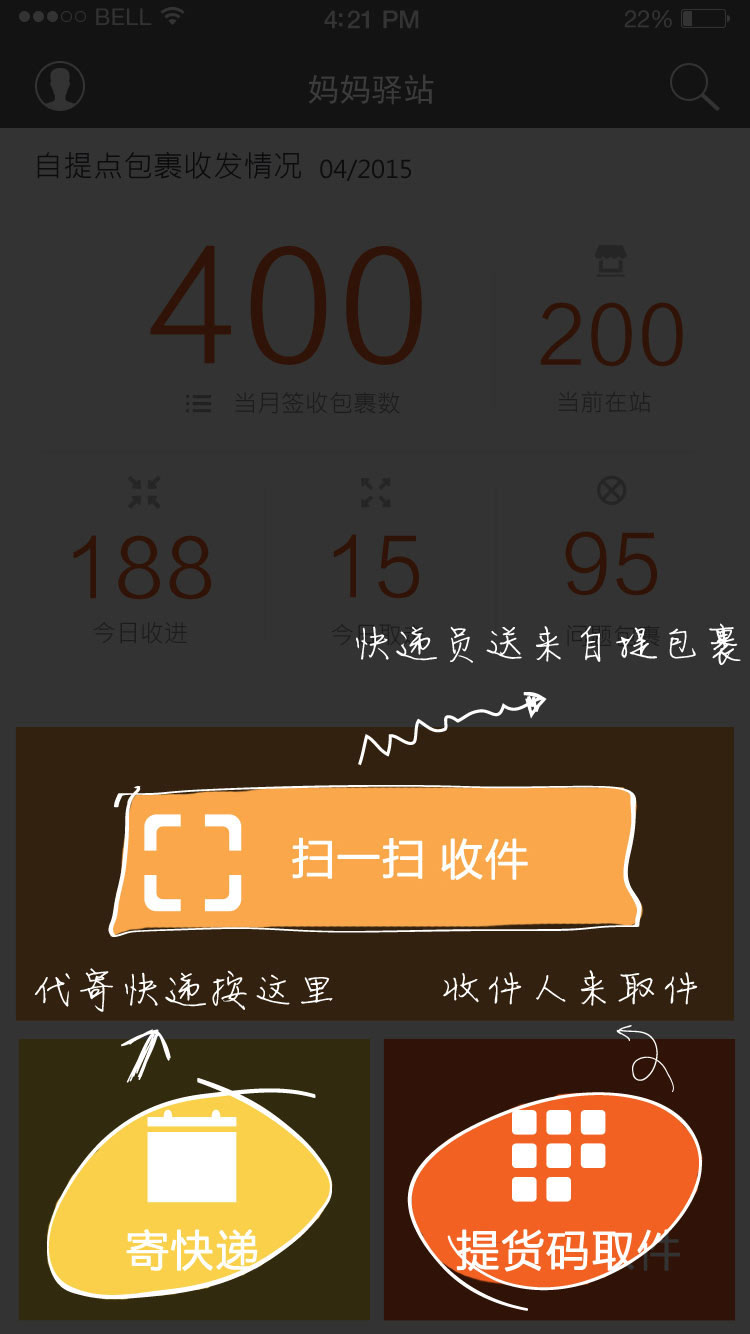 BELL 4:21 PM 22%
妈妈驿站
自提点包裹收发情况 04/2015
400
200
当月签收包裹数
当前在站
188 15 95
今日收进 今日取 问题包裹
快递员送来自提包裹
扫一扫 收件
代寄快递按这里 收件人来取件
寄快递 提货码取件